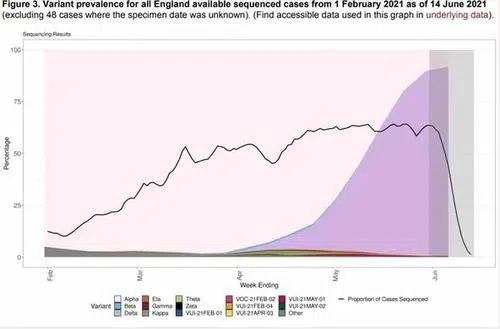 Figure 3. Variant prevalence for all England available sequenced cases from 1 February 2021 as of 14 June 2021
(excluding 48 cases where the specimen date was unknown). (Find accessible data used in this graph in underlying data).
Sequencing Results
Percentage
100
75
50
25
0
Feb Mar Apr May Jun
Week Ending
Variant
Alpha Eta Theta VOC-21FEB-02 VUI-21MAY-01 Proportion of Cases Sequenced
Beta Gamma Zeta VUI-21FEB-04 VUI-21MAY-02
Delta Kappa VUI-21FEB-01 VUI-21APR-03 Other